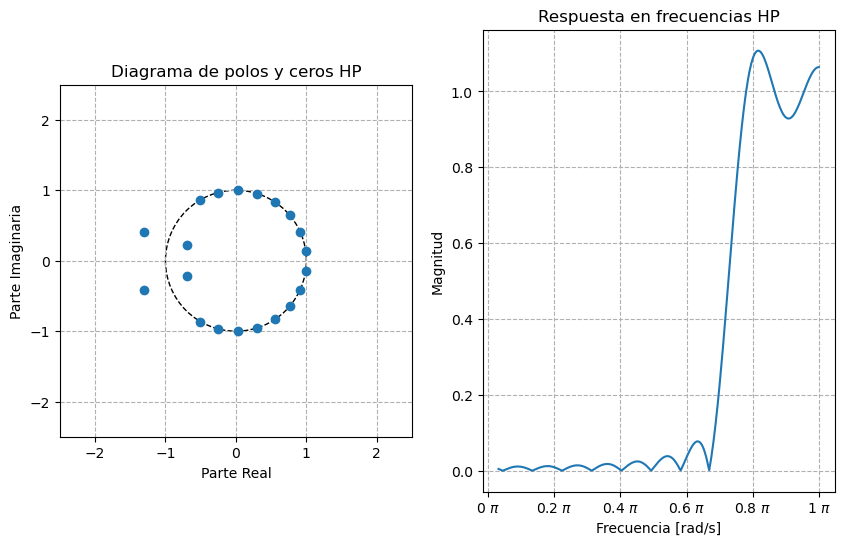 Diagrama de polos y ceros HP
2
1
0
−1
−2
Parte Imaginaria
−2
−1
0
1
2
Parte Real
Respuesta en frecuencias HP
1.0
0.8
0.6
0.4
0.2
0.0
Magnitud
0 π
0.2 π
0.4 π
0.6 π
0.8 π
1 π
Frecuencia [rad/s]